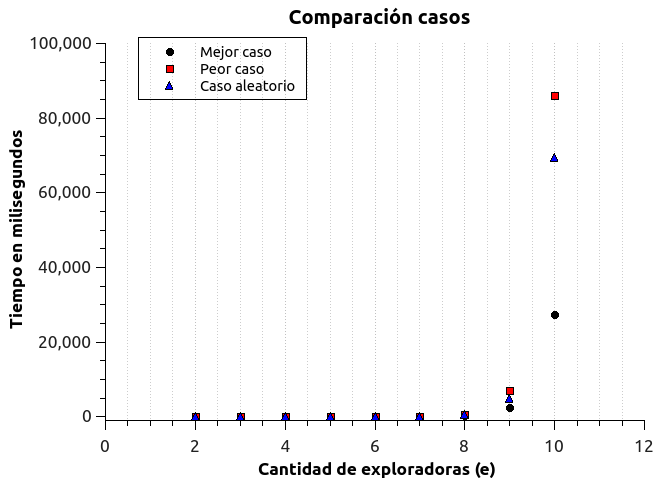 Comparación casos
Mejor caso
Peor caso
Caso aleatorio
100,000
80,000
60,000
40,000
20,000
0
Tiempo en milisegundos
0 2 4 6 8 10 12
Cantidad de exploradoras (e)